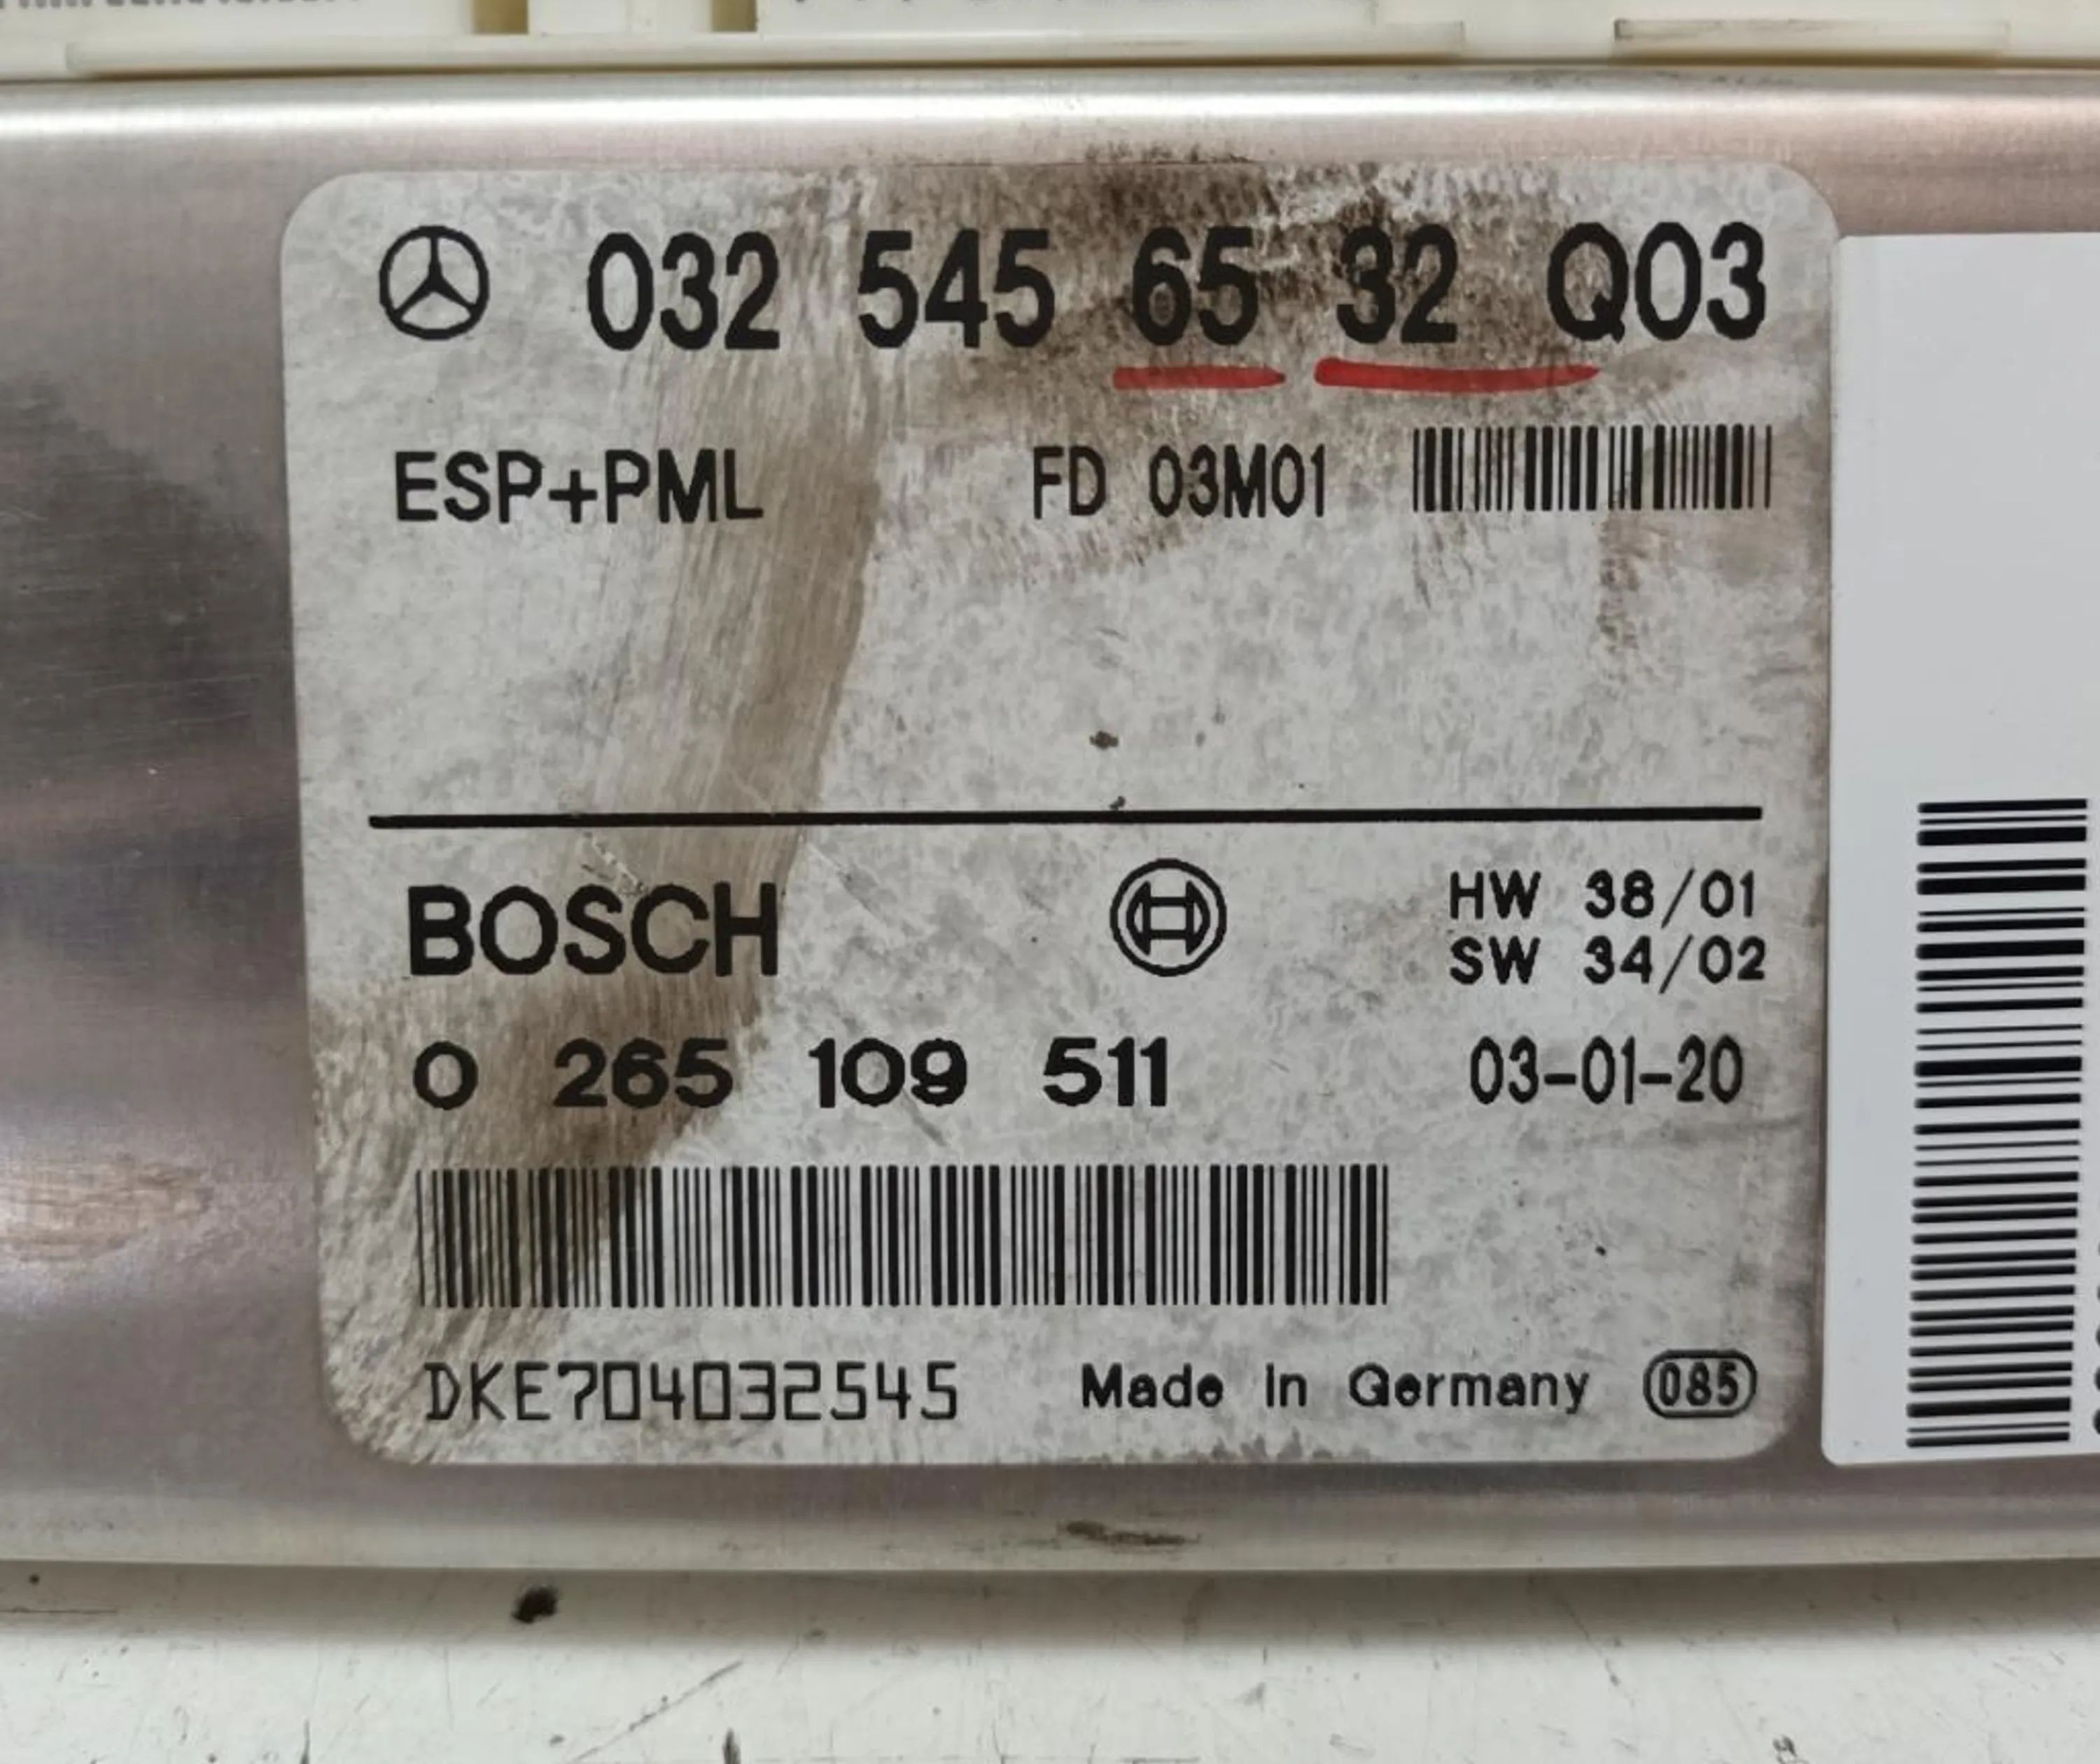 032 545 65 32 Q03
ESP+PML FD 03M01
BOSCH HW 38/01
SW 34/02
0 265 109 511 03-01-20
DKE704032545 Made in Germany 085